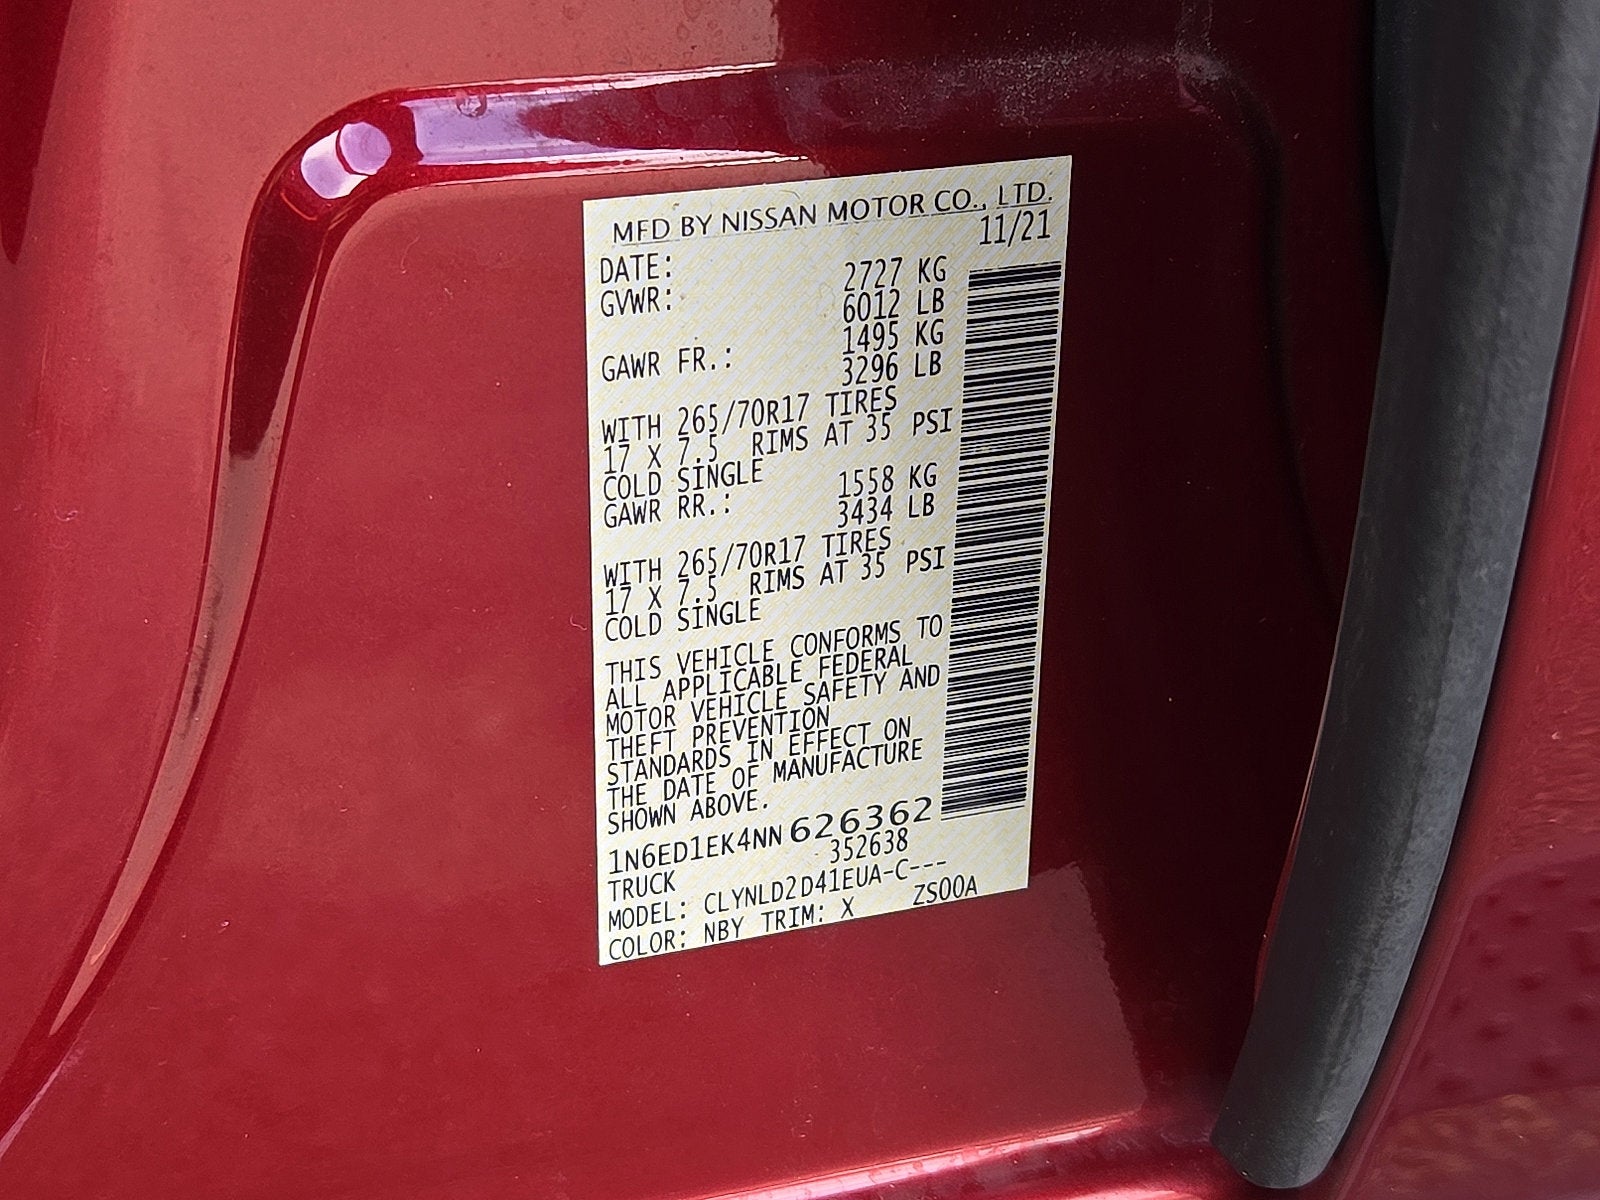 MFD BY NISSAN MOTOR CO., LTD.
DATE: 11/21
GVWR: 2727 KG
6012 LB
GAWR FR.: 1495 KG
3296 LB
WITH 265/70R17 TIRES
17 X 7.5 RIMS AT 35 PSI
COLD SINGLE
GAWR RR.: 1558 KG
3434 LB
WITH 265/70R17 TIRES
17 X 7.5 RIMS AT 35 PSI
COLD SINGLE
THIS VEHICLE CONFORMS TO
ALL APPLICABLE FEDERAL
MOTOR VEHICLE SAFETY AND
THEFT PREVENTION
STANDARDS IN EFFECT ON
THE DATE OF MANUFACTURE
SHOWN ABOVE.
1N6ED1EK4NN626362
TRUCK 352638
MODEL: CLYNLD2D41EUA-C---
COLOR: NBY TRIM: X ZS00A